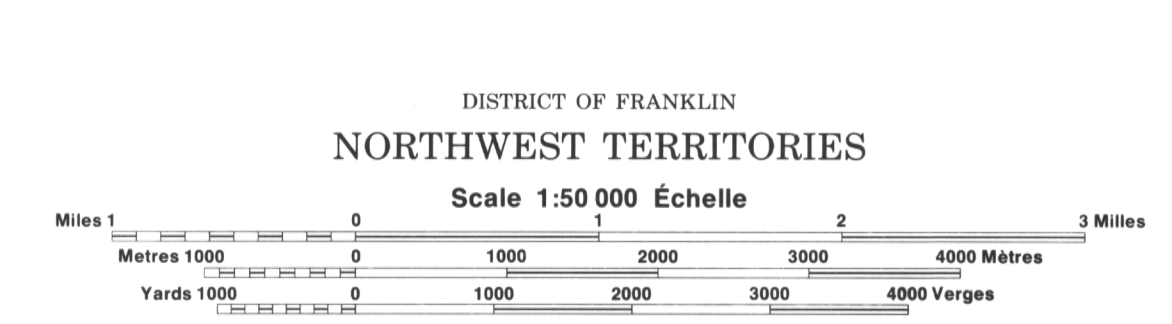 DISTRICT OF FRANKLIN
NORTHWEST TERRITORIES
Scale 1:50 000 Échelle
Miles 1 0 1 2 3 Milles
Metres 1000 0 1000 2000 3000 4000 Mètres
Yards 1000 0 1000 2000 3000 4000 Verges